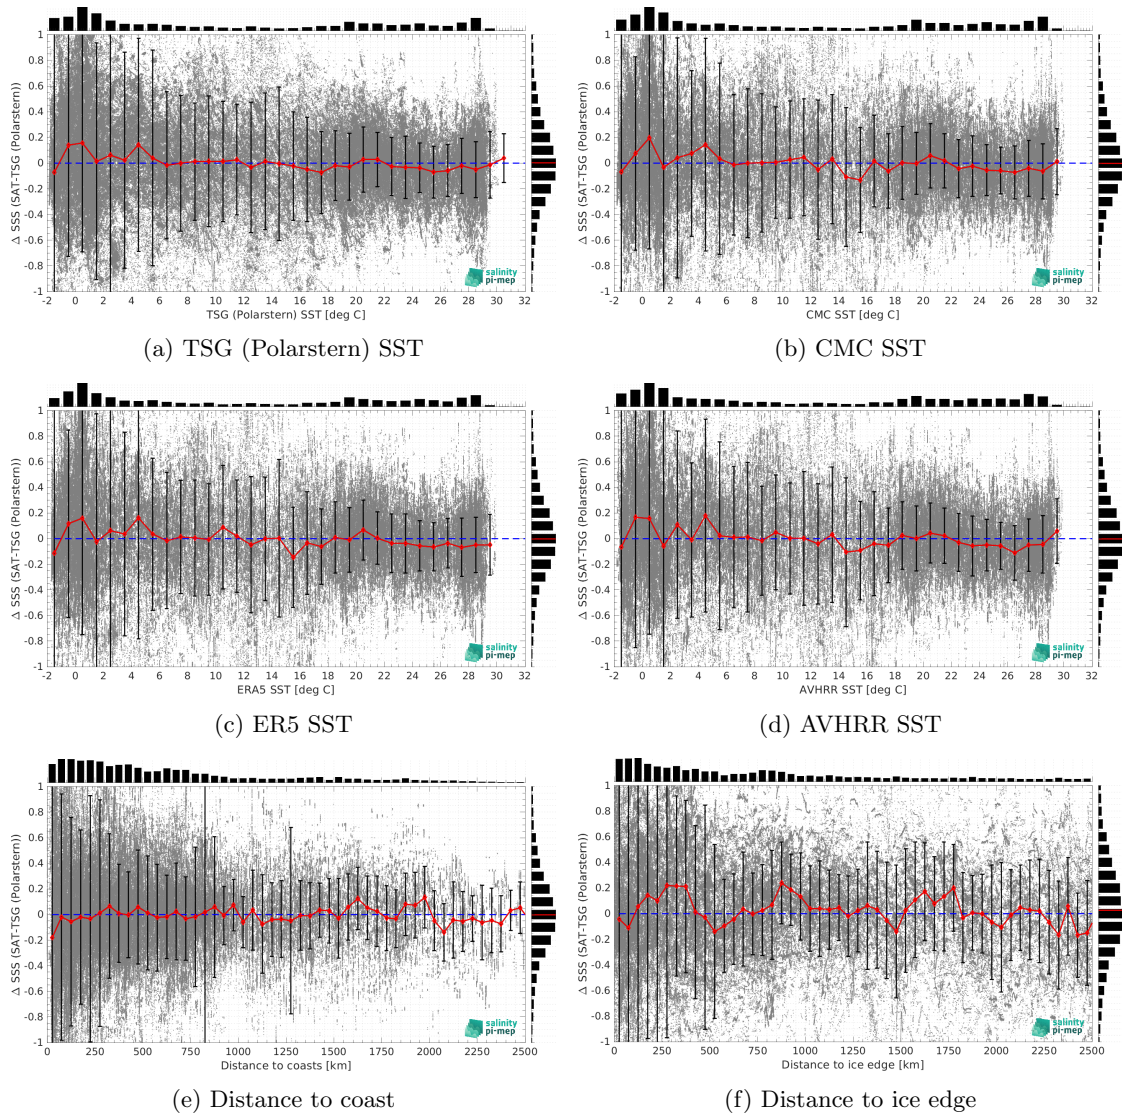 1
0.8
0.6
0.4
0.2
0
-0.2
-0.4
-0.6
-0.8
-1
Δ SSS (SAT-TSG (Polarstern))
salinity
pi-mep
-2 0 2 4 6 8 10 12 14 16 18 20 22 24 26 28 30 32
TSG (Polarstern) SST [deg C]
(a) TSG (Polarstern) SST
1
0.8
0.6
0.4
0.2
0
-0.2
-0.4
-0.6
-0.8
-1
Δ SSS (SAT-TSG (Polarstern))
salinity
pi-mep
-2 0 2 4 6 8 10 12 14 16 18 20 22 24 26 28 30 32
CMC SST [deg C]
(b) CMC SST
1
0.8
0.6
0.4
0.2
0
-0.2
-0.4
-0.6
-0.8
-1
Δ SSS (SAT-TSG (Polarstern))
salinity
pi-mep
-2 0 2 4 6 8 10 12 14 16 18 20 22 24 26 28 30 32
ERA5 SST [deg C]
(c) ER5 SST
1
0.8
0.6
0.4
0.2
0
-0.2
-0.4
-0.6
-0.8
-1
Δ SSS (SAT-TSG (Polarstern))
salinity
pi-mep
-2 0 2 4 6 8 10 12 14 16 18 20 22 24 26 28 30 32
AVHRR SST [deg C]
(d) AVHRR SST
1
0.8
0.6
0.4
0.2
0
-0.2
-0.4
-0.6
-0.8
-1
Δ SSS (SAT-TSG (Polarstern))
salinity
pi-mep
0 250 500 750 1000 1250 1500 1750 2000 2250 2500
Distance to coasts [km]
(e) Distance to coast
1
0.8
0.6
0.4
0.2
0
-0.2
-0.4
-0.6
-0.8
-1
Δ SSS (SAT-TSG (Polarstern))
salinity
pi-mep
0 250 500 750 1000 1250 1500 1750 2000 2250 2500
Distance to ice edge [km]
(f) Distance to ice edge